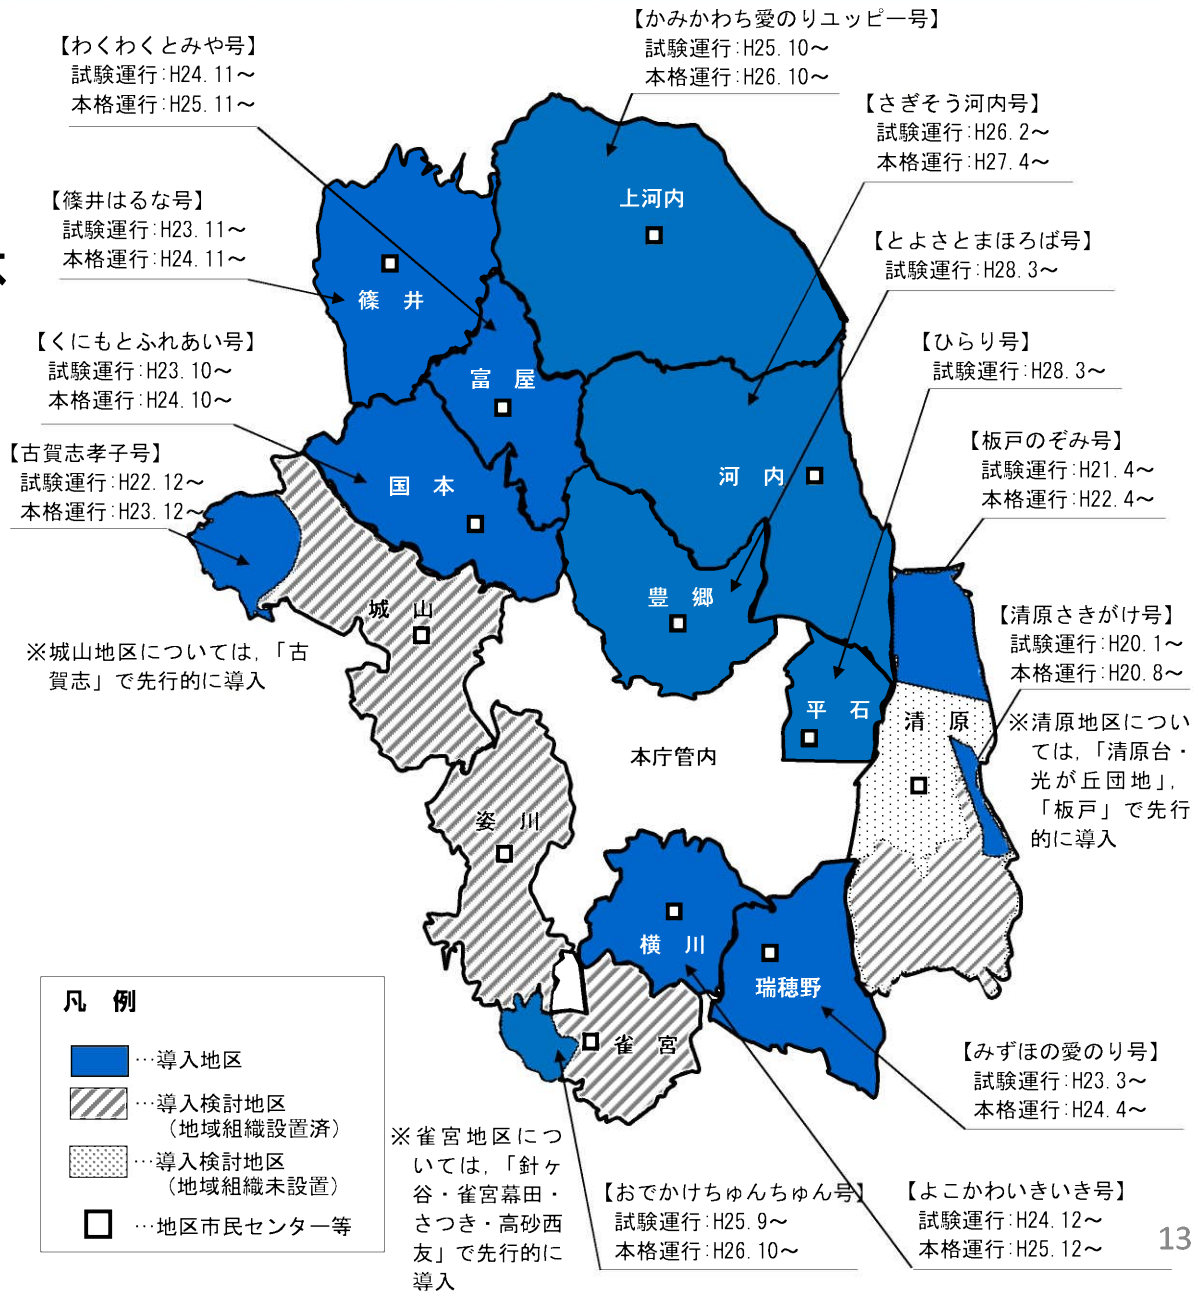 【わくわくとみや号】
試験運行:H24.11～
本格運行:H25.11～
【かみかわち愛のりユッピー号】
試験運行:H25.10～
本格運行:H26.10～
【さぎそう河内号】
試験運行:H26.2～
本格運行:H27.4～
【篠井はるな号】
試験運行:H23.11～
本格運行:H24.11～
【とよさとまほろば号】
試験運行:H28.3～
【くにもとふれあい号】
試験運行:H23.10～
本格運行:H24.10～
【ひらり号】
試験運行:H28.3～
【古賀志孝子号】
試験運行:H22.12～
本格運行:H23.12～
【板戸のぞみ号】
試験運行:H21.4～
本格運行:H22.4～
【清原さきがけ号】
試験運行:H20.1～
本格運行:H20.8～
※清原地区につい
ては,「清原台・
光が丘団地」,
「板戸」で先行
的に導入
※城山地区については,「古
賀志」で先行的に導入
上河内
篠 井
富 屋
国 本
河 内
豊 郷
城 山
平 石
清 原
本庁管内
姿 川
横 川
瑞穂野
雀 宮
凡 例
…導入地区
…導入検討地区
（地域組織設置済）
…導入検討地区
（地域組織未設置）
…地区市民センター等
※雀宮地区につ
いては,「針ヶ
谷・雀宮幕田・
さつき・高砂西
友」で先行的に
導入
【みずほの愛のり号】
試験運行:H23.3～
本格運行:H24.4～
【おでかけちゅんちゅん号】
試験運行:H25.9～
本格運行:H26.10～
【よこかわいきいき号】
試験運行:H24.12～
本格運行:H25.12～
13